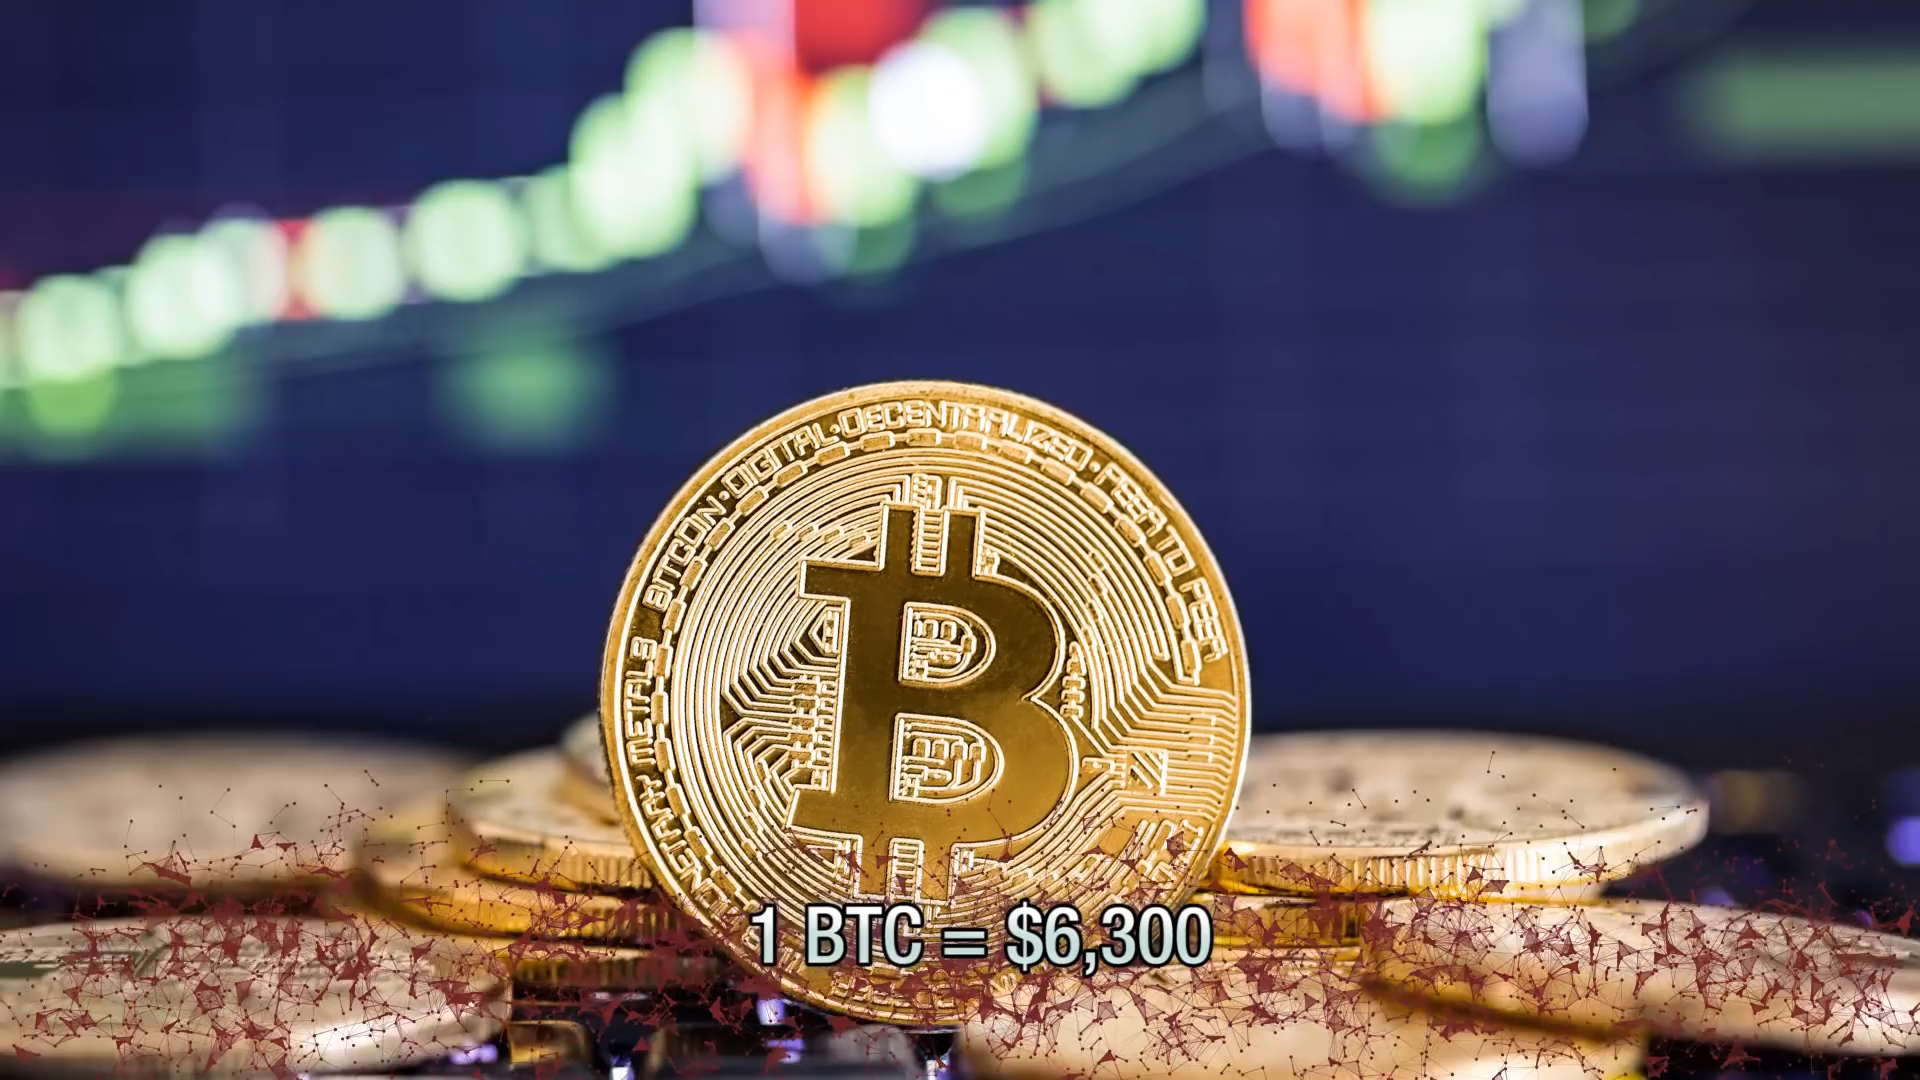 BITCOIN • DIGITAL • DECENTRALIZED • PEER TO PEER
1 BTC = $6,300